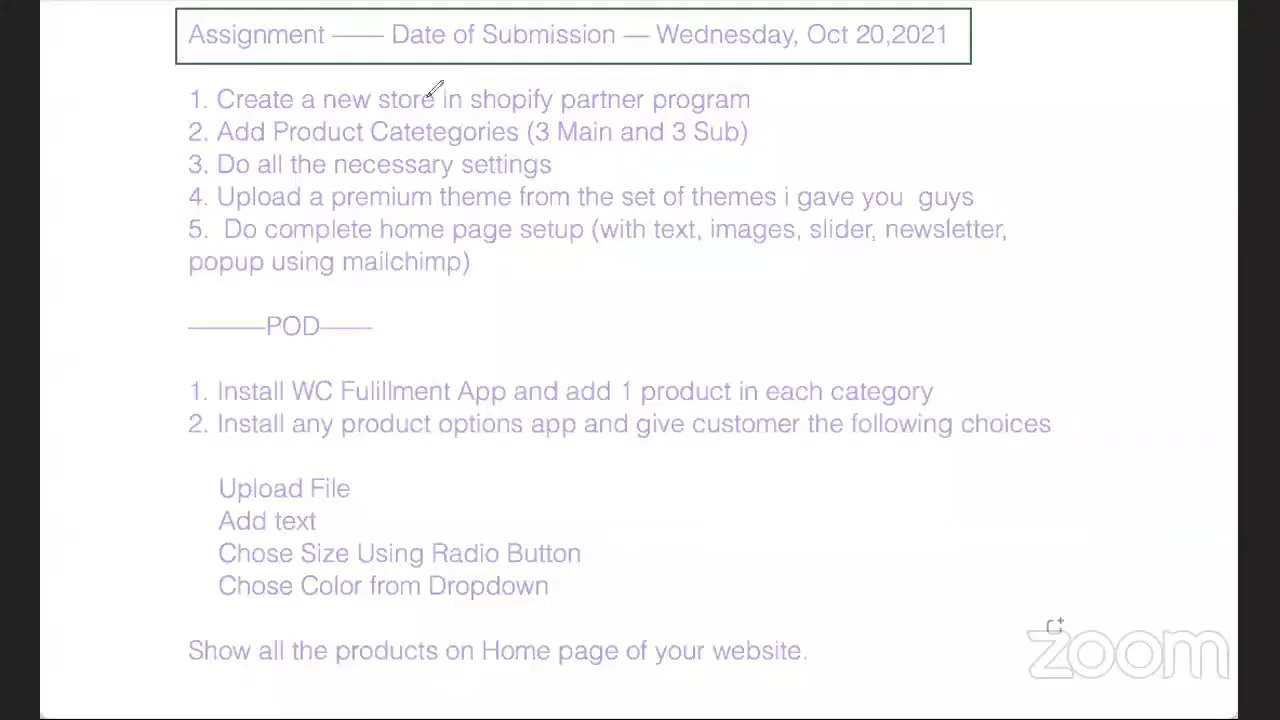 Assignment —— Date of Submission — Wednesday, Oct 20,2021
1. Create a new store in shopify partner program
2. Add Product Catetegories (3 Main and 3 Sub)
3. Do all the necessary settings
4. Upload a premium theme from the set of themes i gave you  guys
5.  Do complete home page setup (with text, images, slider, newsletter,
popup using mailchimp)
———POD——
1. Install WC Fulillment App and add 1 product in each category
2. Install any product options app and give customer the following choices
Upload File
Add text
Chose Size Using Radio Button
Chose Color from Dropdown
Show all the products on Home page of your website.
zoom